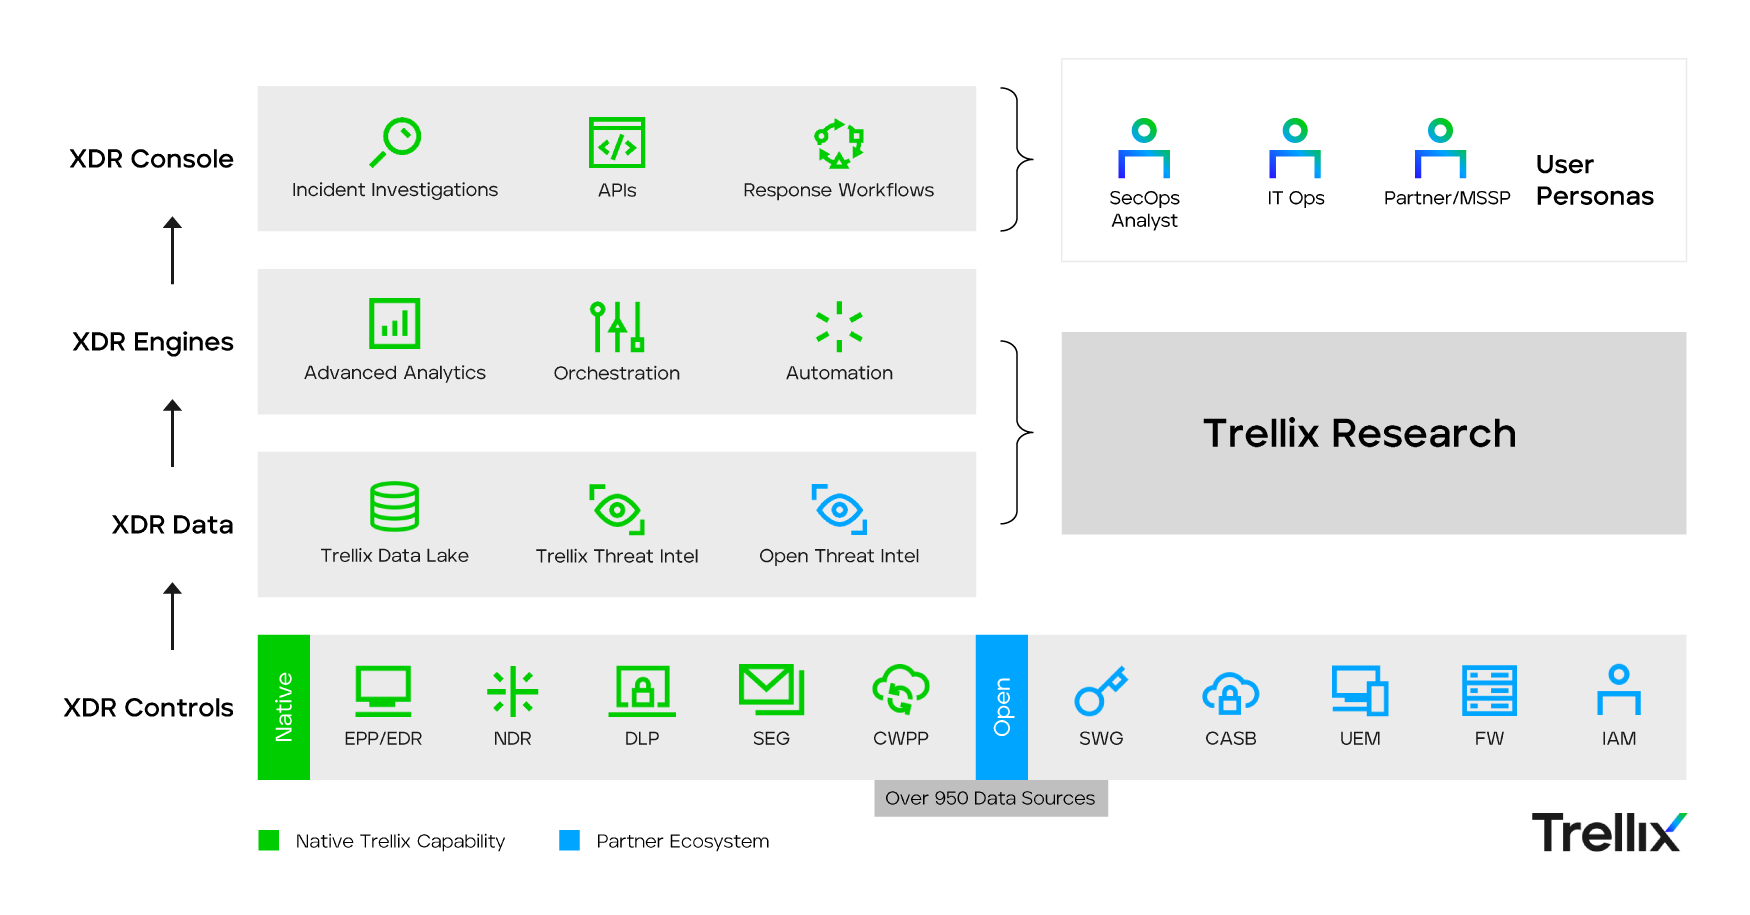 XDR Console
Incident Investigations
APIs
Response Workflows
SecOps
Analyst
IT Ops
Partner/MSSP
User
Personas
XDR Engines
Advanced Analytics
Orchestration
Automation
Trellix Research
XDR Data
Trellix Data Lake
Trellix Threat Intel
Open Threat Intel
XDR Controls
Native
EPP/EDR
NDR
DLP
SEG
CWPP
Open
SWG
CASB
UEM
FW
IAM
Over 950 Data Sources
Native Trellix Capability
Partner Ecosystem
Trellix